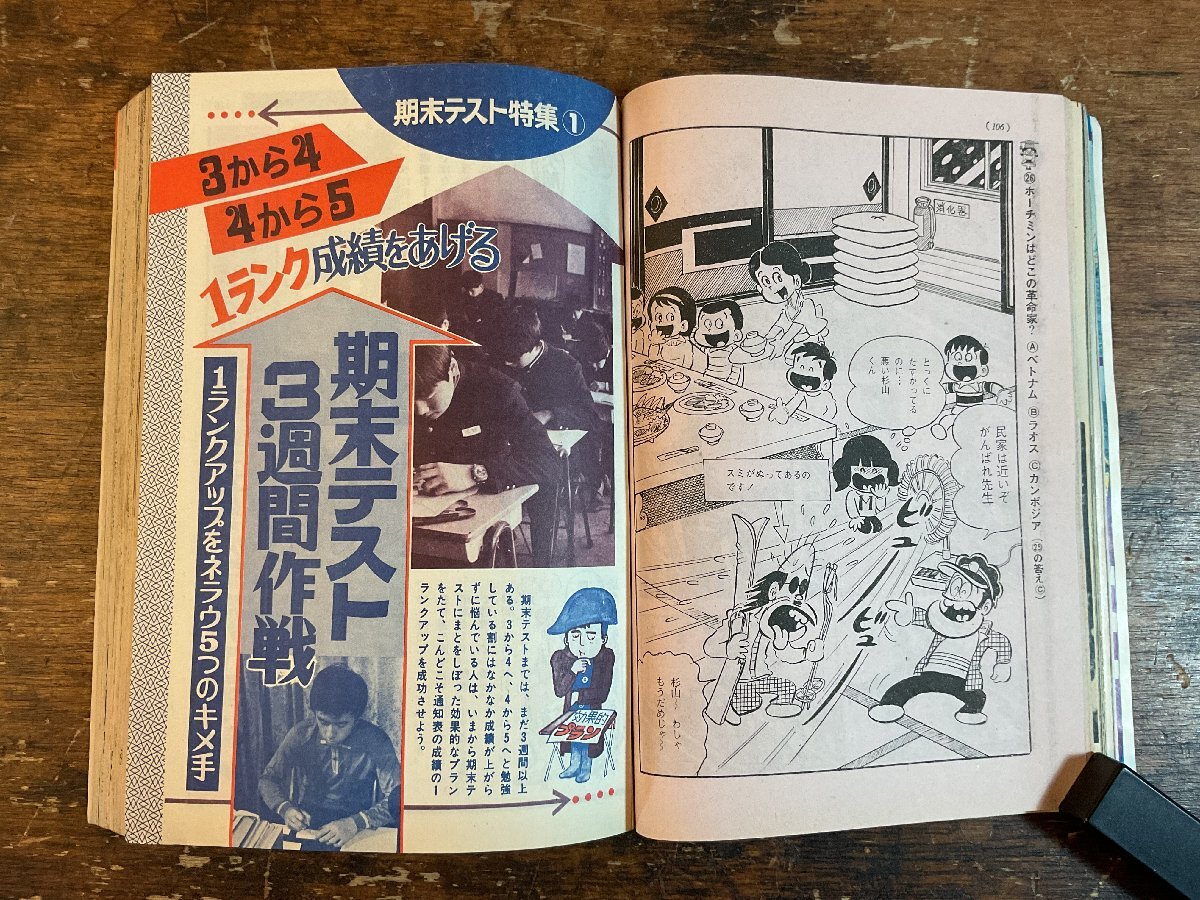 期末テスト特集①
3から4
4から5
1ランク成績をあげる
期末テスト
3週間作戦
1ランクアップをネラウ5つのキメ手
期末テストまでは、まだ3週間以上
ある。3から4へ、4から5へと勉強
している割にはなかなか成績が上がら
ずに悩んでいる人は、いまから期末テ
ストにまとをしぼった効果的なプラン
をたて、こんどこそ通知表の成績の1
ランクアップを成功させよう。
効果的
プラン
(106)
㉘ホーチミンはどこの革命家? Ⓐベトナム Ⓑラオス Ⓒカンボジア (㉕の答えⒸ)
消化器
とっくに
たすかってる
のに…
悪い杉山
くん
民家は近いぞ
がんばれ先生
スミがぬってあるの
です!
M
ビュ
ビュ
杉山〜 わしゃ
もうだめじゃ〜